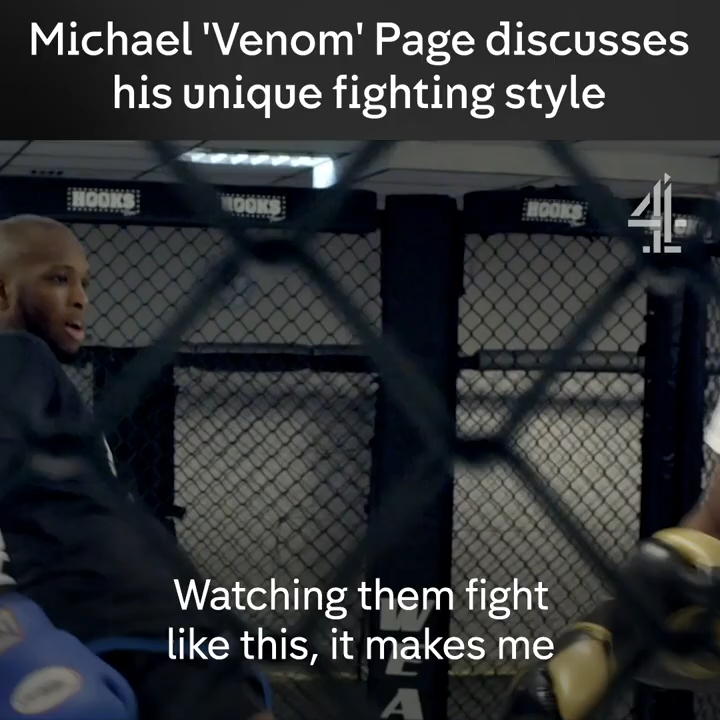 Michael 'Venom' Page discusses
his unique fighting style
HOOKS
HOOKS
HOOKS
4
Watching them fight
like this, it makes me
WEA